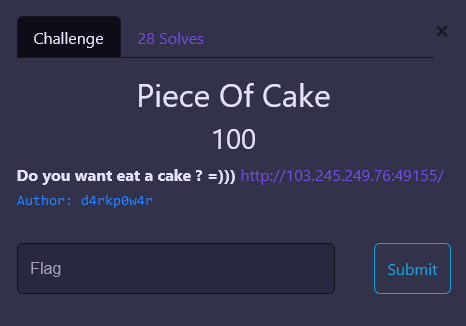 Challenge
28 Solves
×
Piece Of Cake
100
Do you want eat a cake ? =))) http://103.245.249.76:49155/
Author: d4rkp0w4r
Flag
Submit